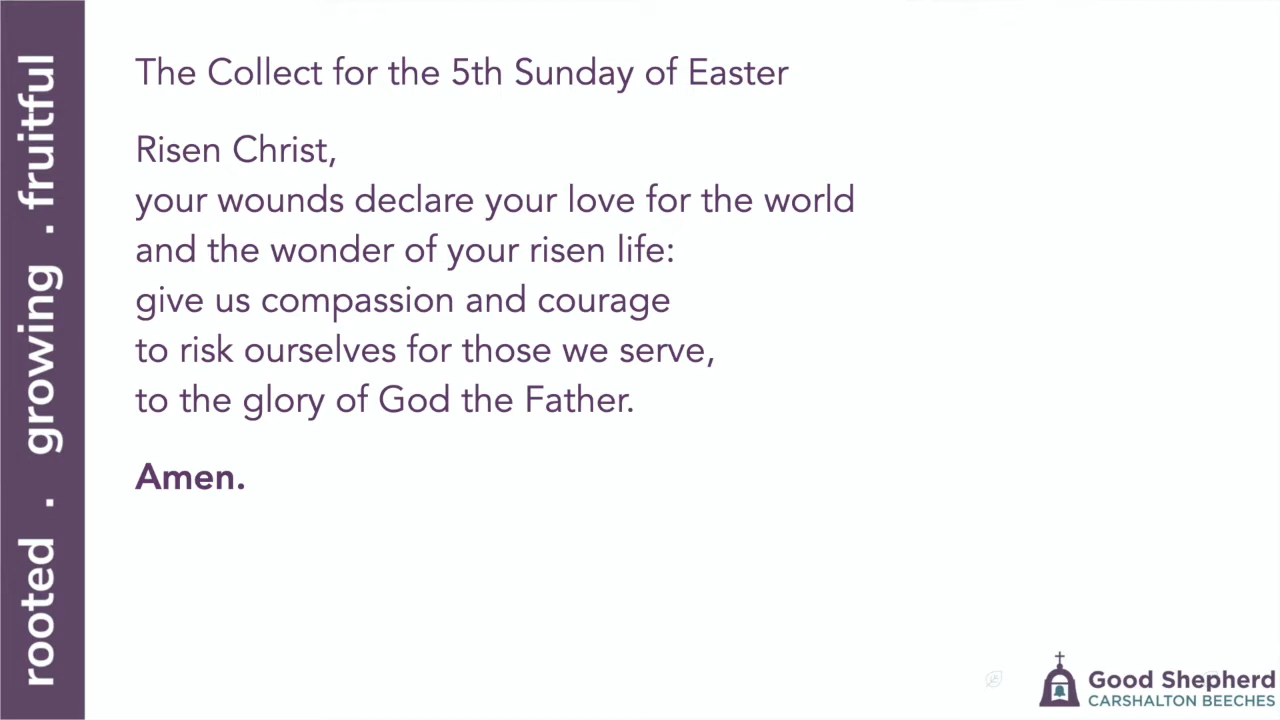 rooted . growing . fruitful
The Collect for the 5th Sunday of Easter
Risen Christ,
your wounds declare your love for the world
and the wonder of your risen life:
give us compassion and courage
to risk ourselves for those we serve,
to the glory of God the Father.
Amen.
Good Shepherd
CARSHALTON BEECHES